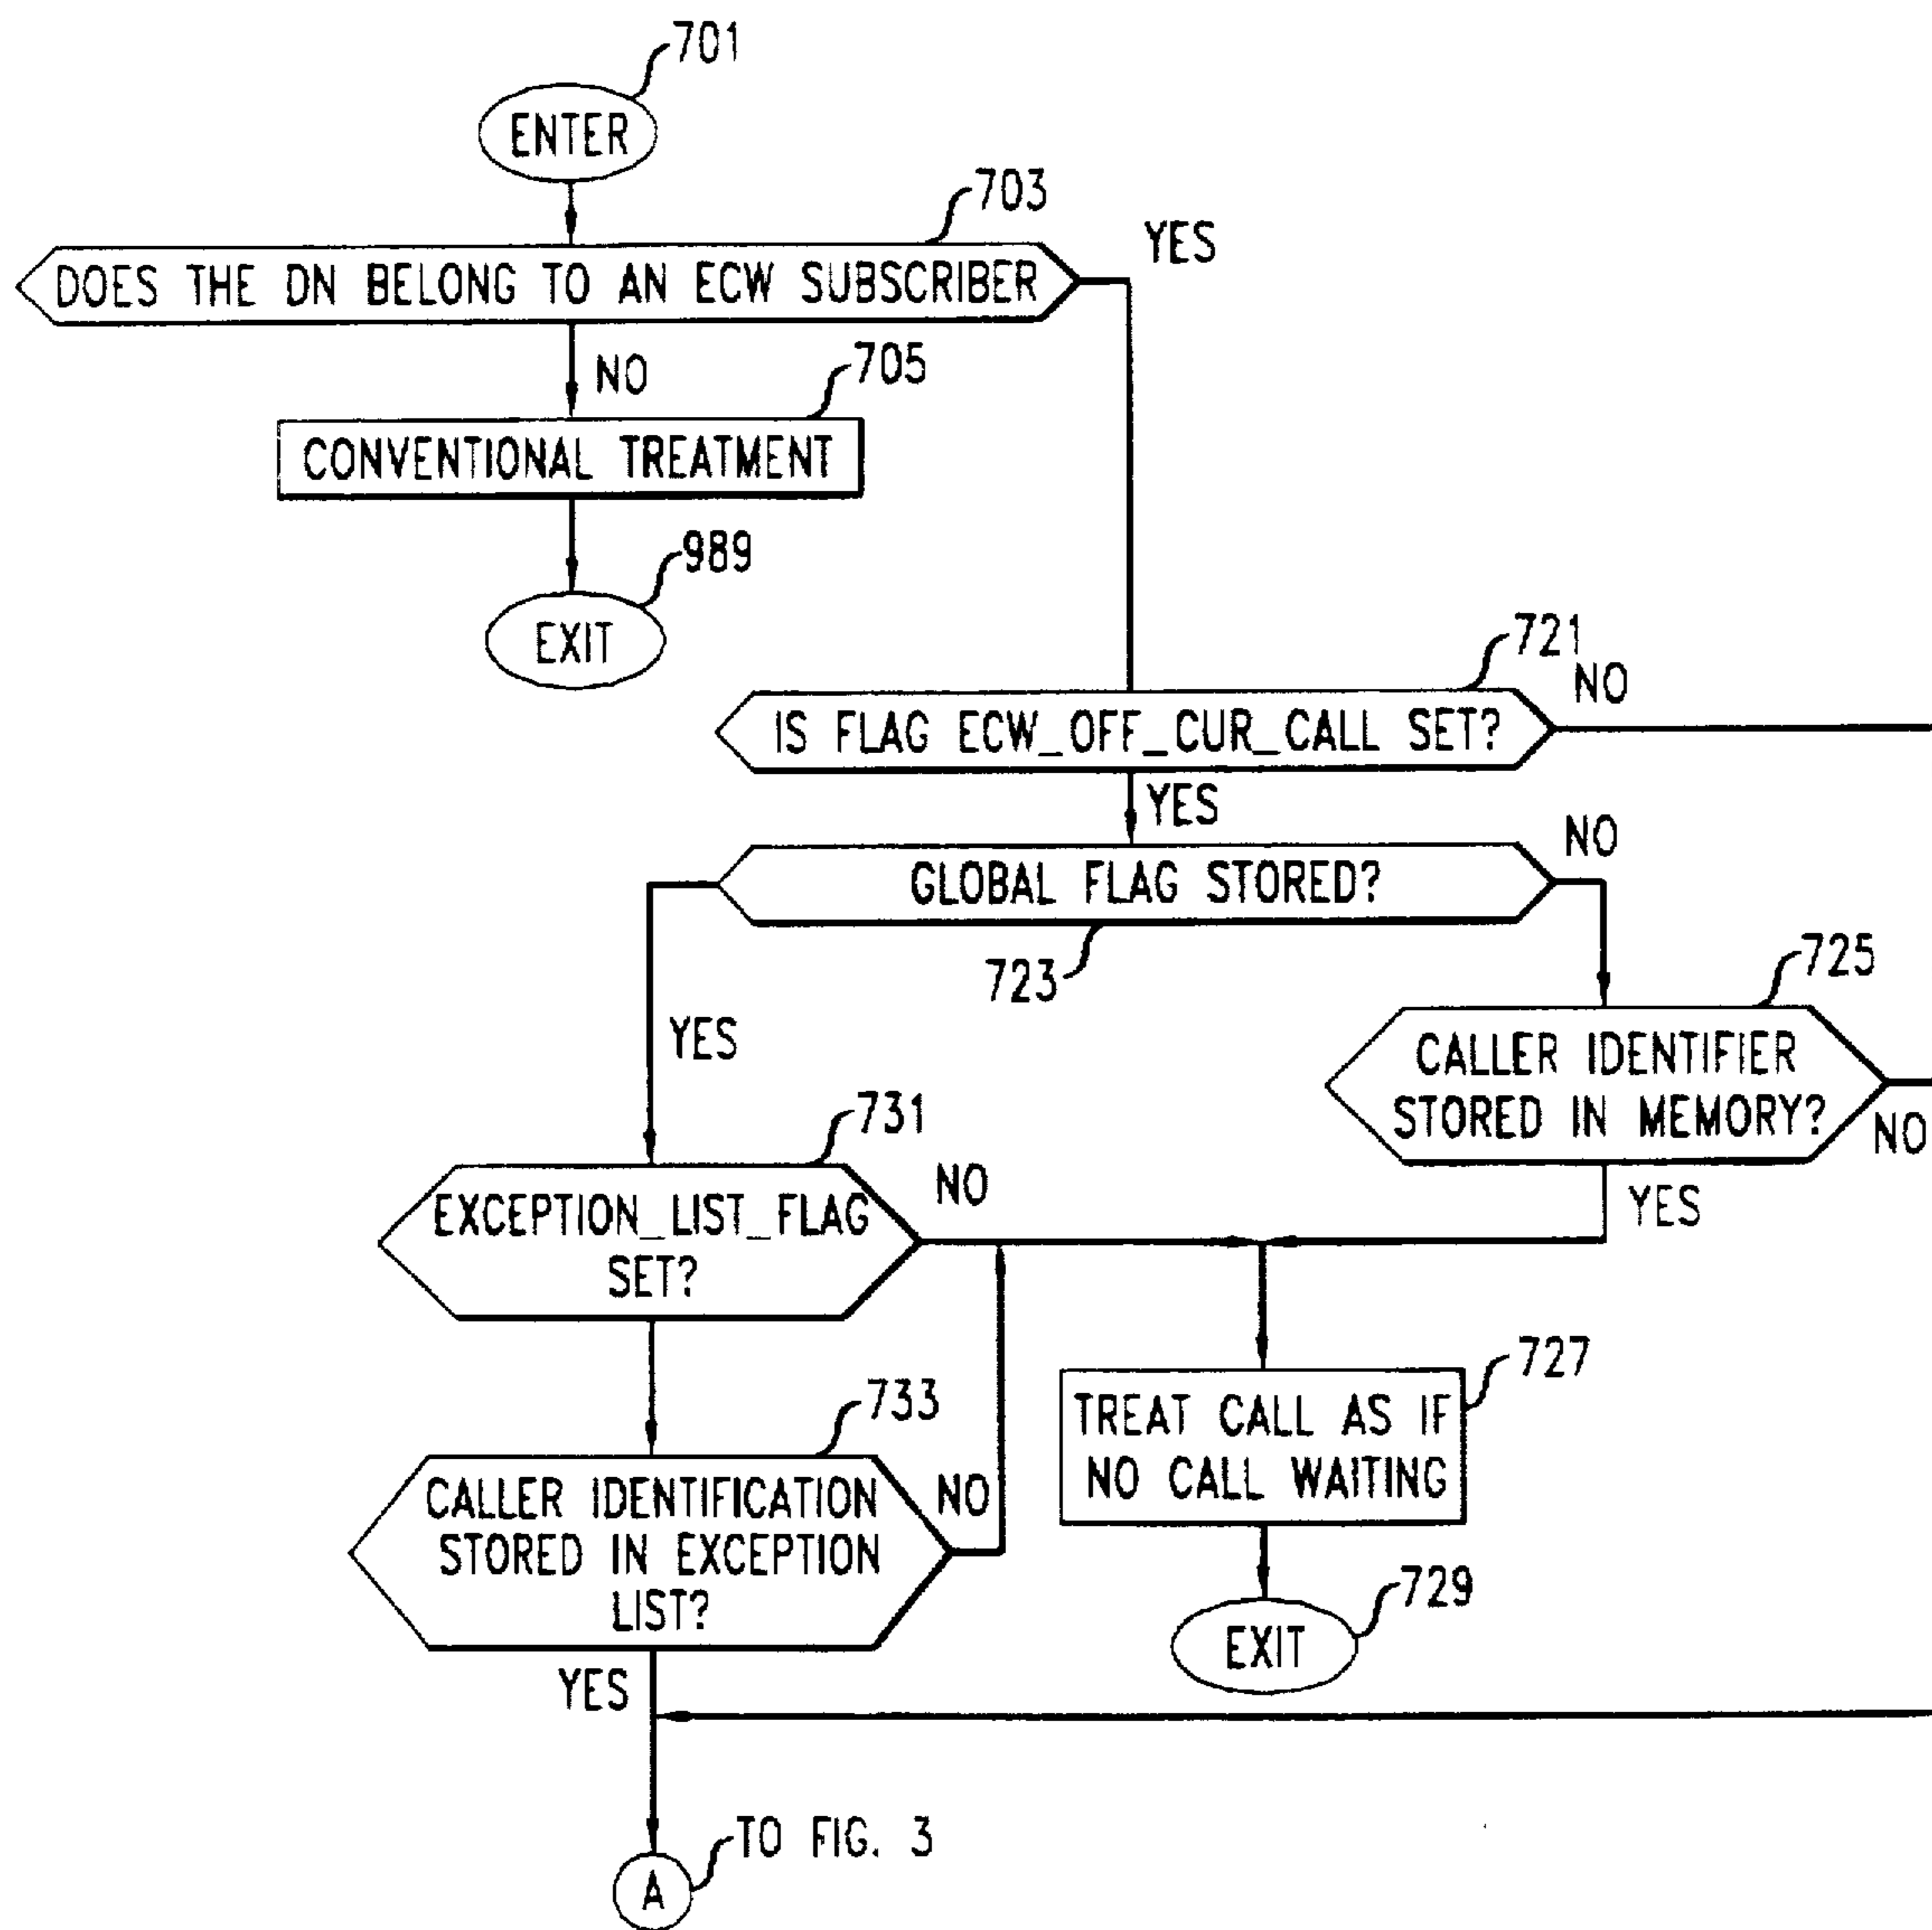 701
ENTER
703
YES
DOES THE DN BELONG TO AN ECW SUBSCRIBER
NO
705
CONVENTIONAL TREATMENT
989
EXIT
721
NO
IS FLAG ECW_OFF_CUR_CALL SET?
YES
NO
GLOBAL FLAG STORED?
723
725
YES
CALLER IDENTIFIER
STORED IN MEMORY?
NO
731
NO
YES
EXCEPTION_LIST_FLAG
SET?
727
733
TREAT CALL AS IF
NO CALL WAITING
CALLER IDENTIFICATION
STORED IN EXCEPTION
LIST?
NO
729
EXIT
YES
TO FIG. 3
A